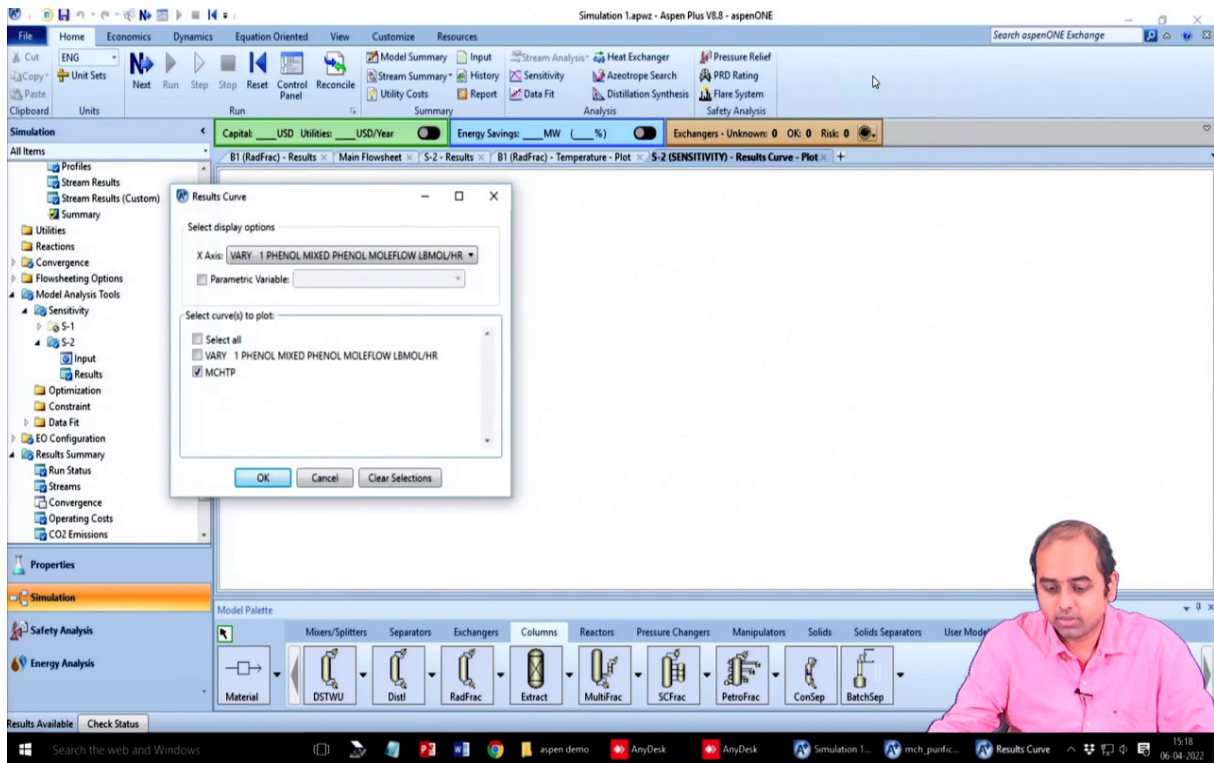 Simulation 1.apwz - Aspen Plus V8.8 - aspenONE
File Home Economics Dynamics Equation Oriented View Customize Resources
Search aspenONE Exchange
Cut ENG Model Summary Input Stream Analysis Heat Exchanger Pressure Relief
Copy Unit Sets Next Run Step Stop Reset Control Panel Reconcile Stream Summary History Sensitivity Azeotrope Search PRD Rating
Paste Utility Costs Report Data Fit Distillation Synthesis Flare System
Clipboard Units Run Summary Analysis Safety Analysis
Simulation
Capital: ____USD Utilities: ____USD/Year Energy Savings: ____MW (____%) Exchangers - Unknown: 0 OK: 0 Risk: 0
All Items
B1 (RadFrac) - Results Main Flowsheet S-2 - Results B1 (RadFrac) - Temperature - Plot S-2 (SENSITIVITY) - Results Curve - Plot +
Profiles
Stream Results
Stream Results (Custom)
Summary
Utilities
Reactions
Convergence
Flowsheeting Options
Model Analysis Tools
Sensitivity
S-1
S-2
Input
Results
Optimization
Constraint
Data Fit
EO Configuration
Results Summary
Run Status
Streams
Convergence
Operating Costs
CO2 Emissions
Properties
Simulation
Safety Analysis
Energy Analysis
Results Curve
Select display options
X Axis: VARY 1 PHENOL MIXED PHENOL MOLEFLOW LBMOL/HR
Parametric Variable:
Select curve(s) to plot:
Select all
VARY 1 PHENOL MIXED PHENOL MOLEFLOW LBMOL/HR
MCHTP
OK Cancel Clear Selections
Model Palette
Mixers/Splitters Separators Exchangers Columns Reactors Pressure Changers Manipulators Solids Solids Separators User
Material DSTWU Distl RadFrac Extract MultiFrac SCFrac PetroFrac ConSep BatchSep
Results Available Check Status
Search the web and Windows
aspen demo AnyDesk AnyDesk Simulation 1... mch_purific... Results Curve
15:18
06-04-2022